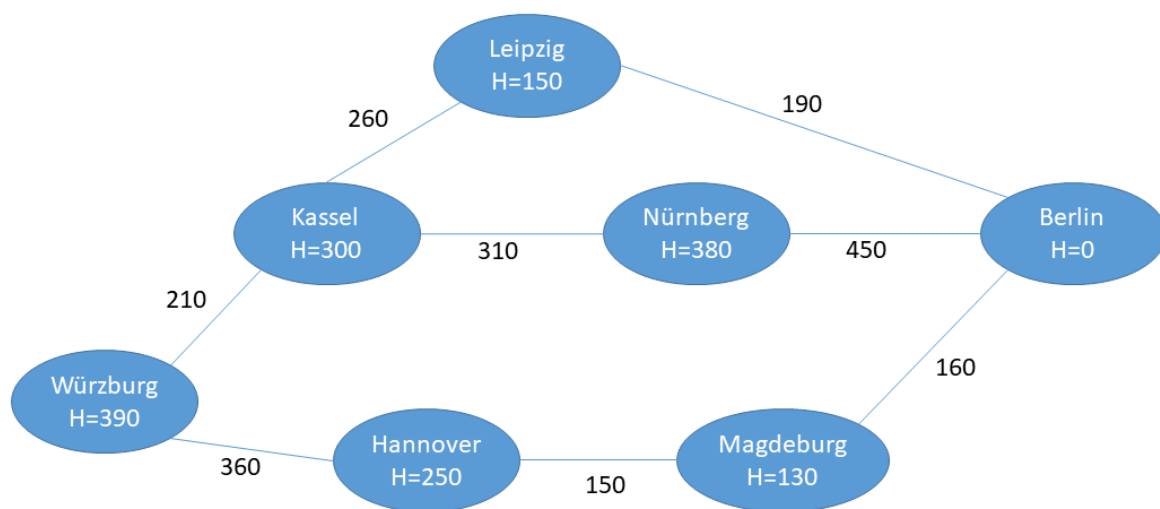 Leipzig
H=150
190
260
Kassel
H=300
Nürnberg
H=380
Berlin
H=0
310
450
210
Würzburg
H=390
160
Hannover
H=250
Magdeburg
H=130
360
150